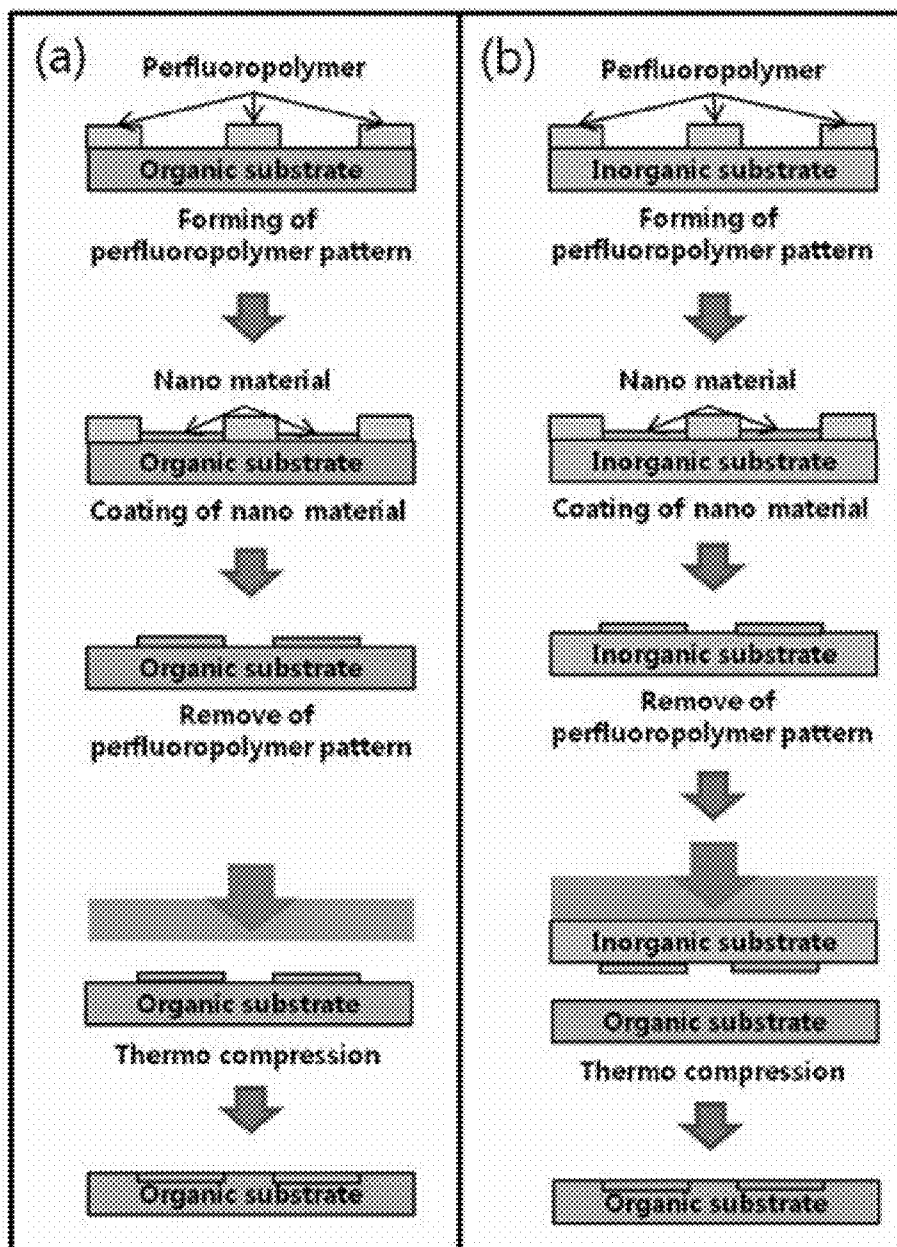 (a)
Perfluoropolymer
Organic substrate
Forming of
perfluoropolymer pattern
Nano material
Organic substrate
Coating of nano material
Organic substrate
Remove of
perfluoropolymer pattern
Organic substrate
Thermo compression
Organic substrate
(b)
Perfluoropolymer
Inorganic substrate
Forming of
perfluoropolymer pattern
Nano material
Inorganic substrate
Coating of nano material
Inorganic substrate
Remove of
perfluoropolymer pattern
Inorganic substrate
Organic substrate
Thermo compression
Organic substrate